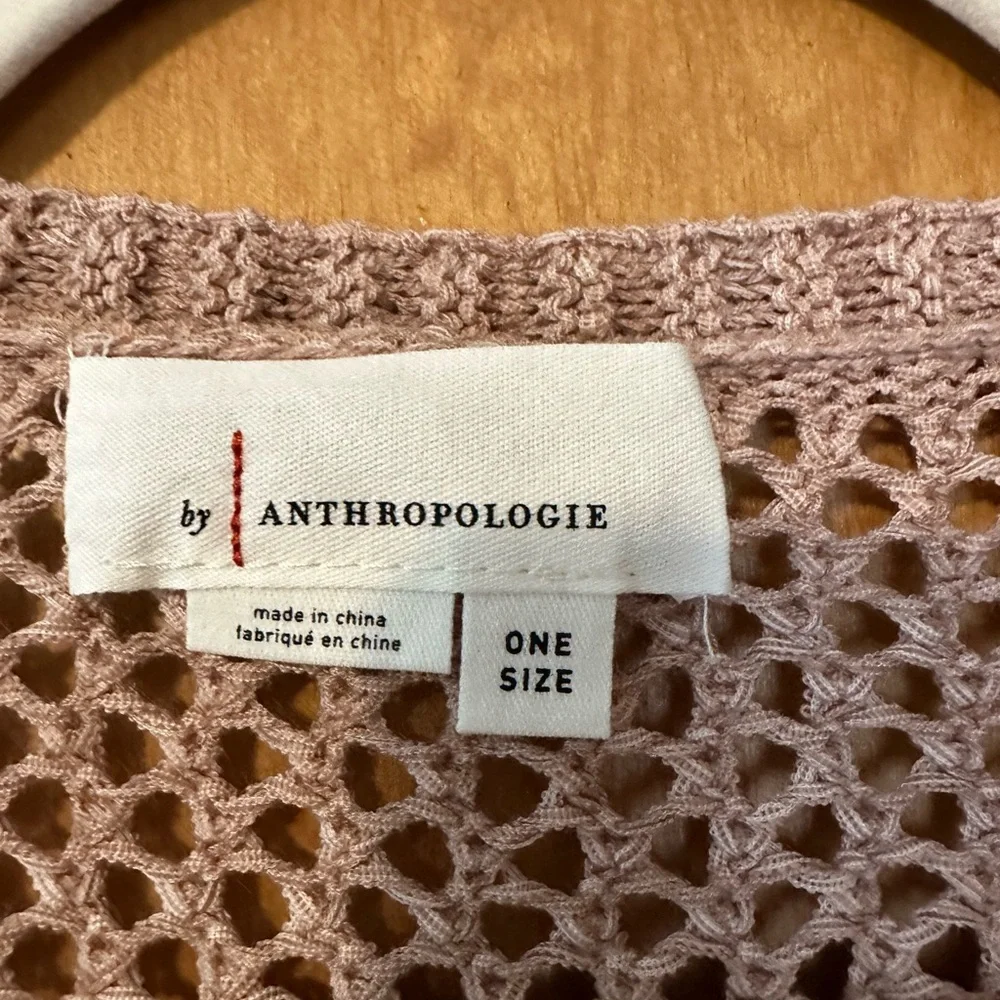 by | ANTHROPOLOGIE
made in china
fabriqué en chine
ONE
SIZE